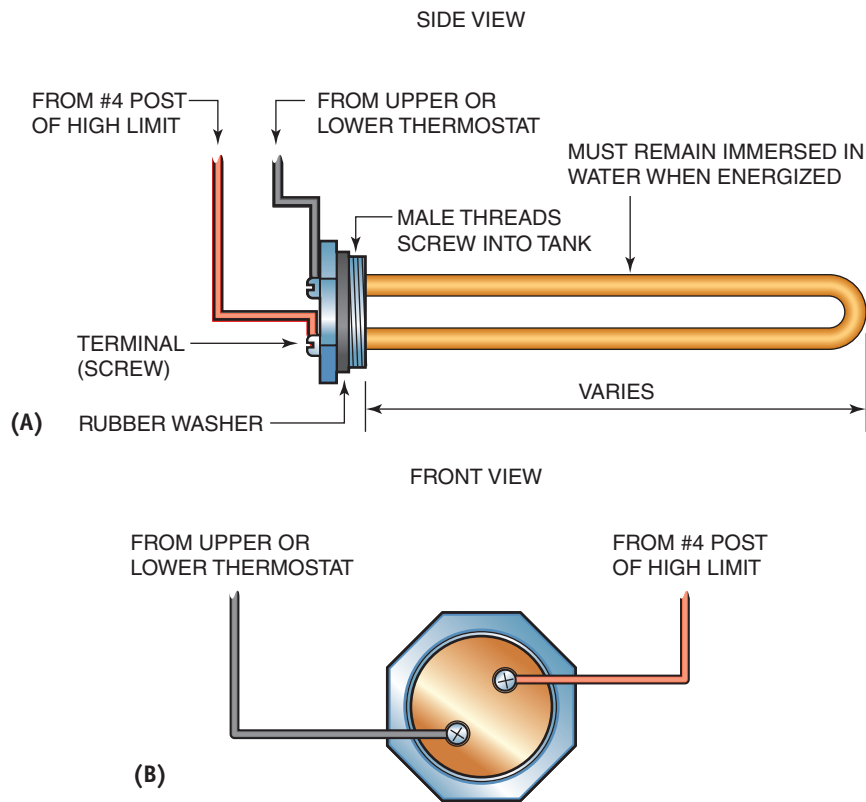 SIDE VIEW
FROM #4 POST
OF HIGH LIMIT
FROM UPPER OR
LOWER THERMOSTAT
MUST REMAIN IMMERSED IN
WATER WHEN ENERGIZED
MALE THREADS
SCREW INTO TANK
TERMINAL
(SCREW)
VARIES
(A)
RUBBER WASHER
FRONT VIEW
FROM UPPER OR
LOWER THERMOSTAT
FROM #4 POST
OF HIGH LIMIT
(B)